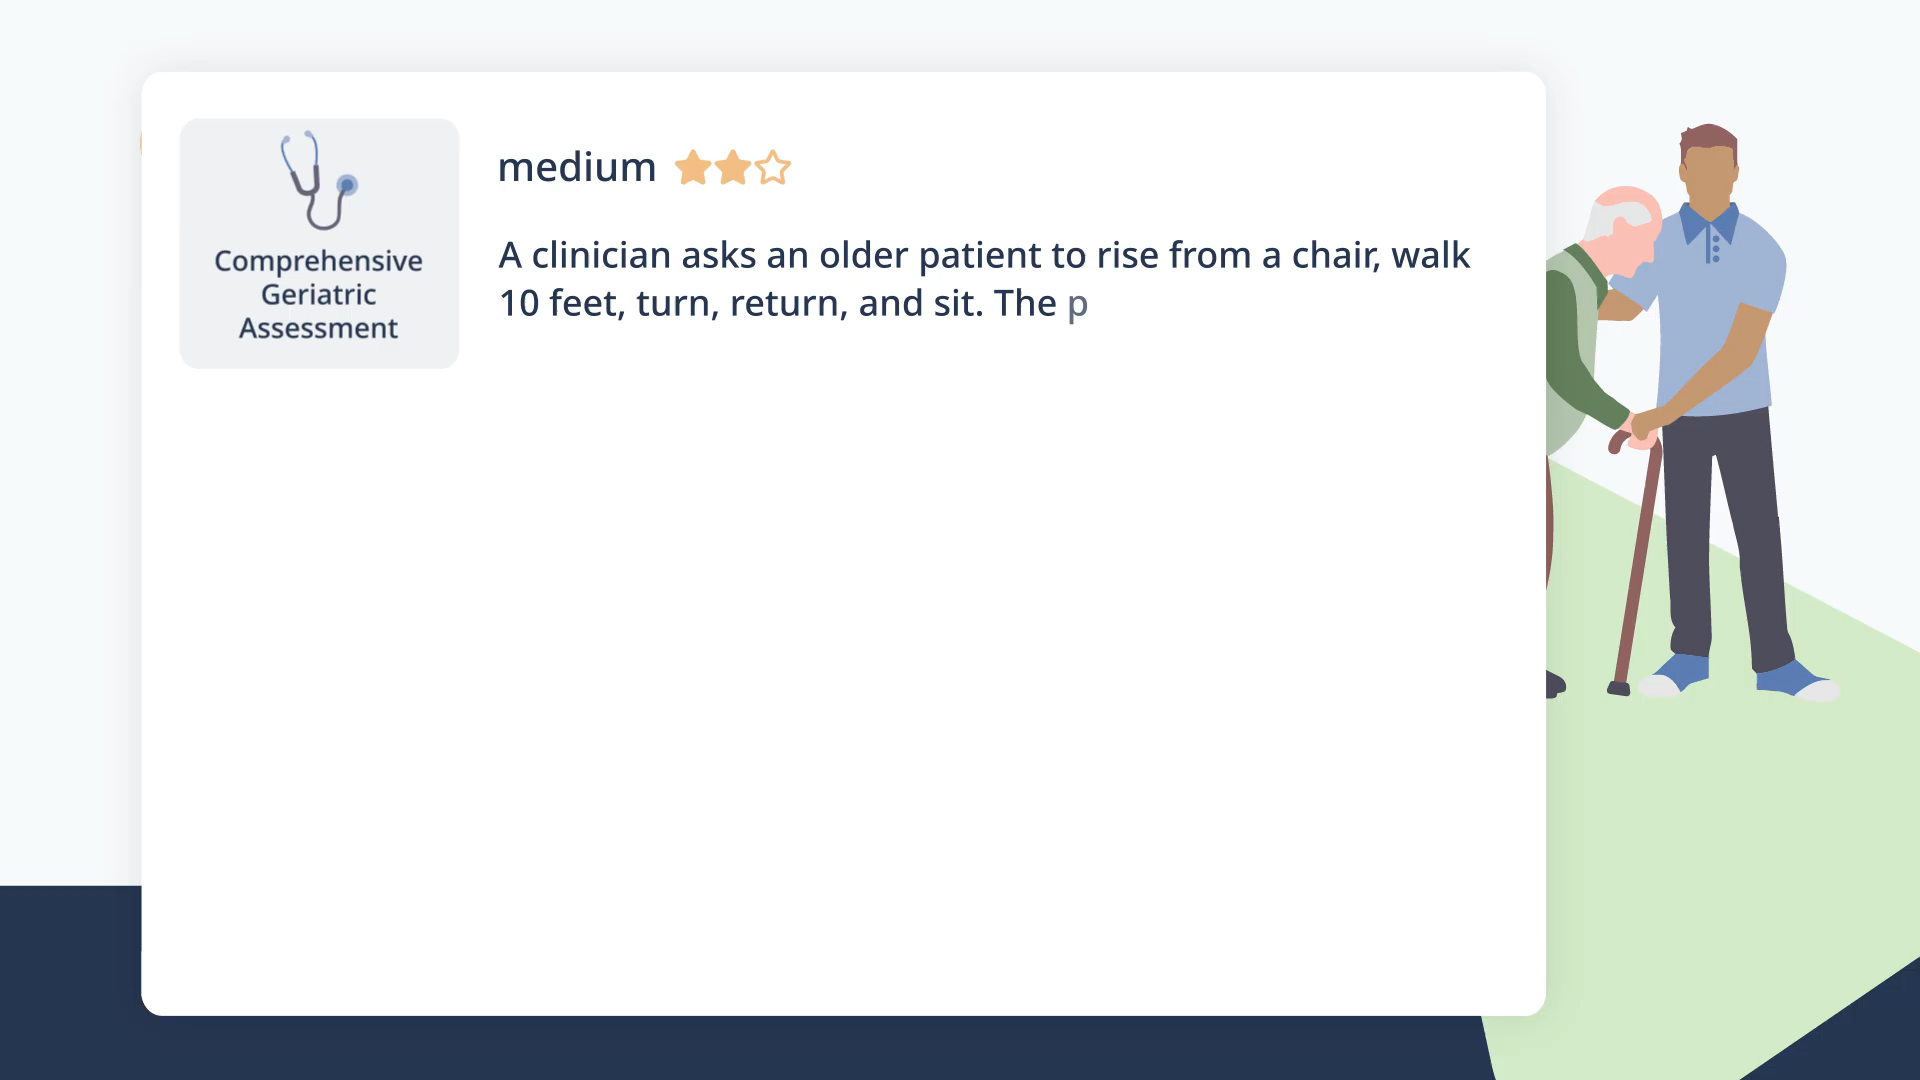 Comprehensive
Geriatric
Assessment
medium
A clinician asks an older patient to rise from a chair, walk
10 feet, turn, return, and sit. The p